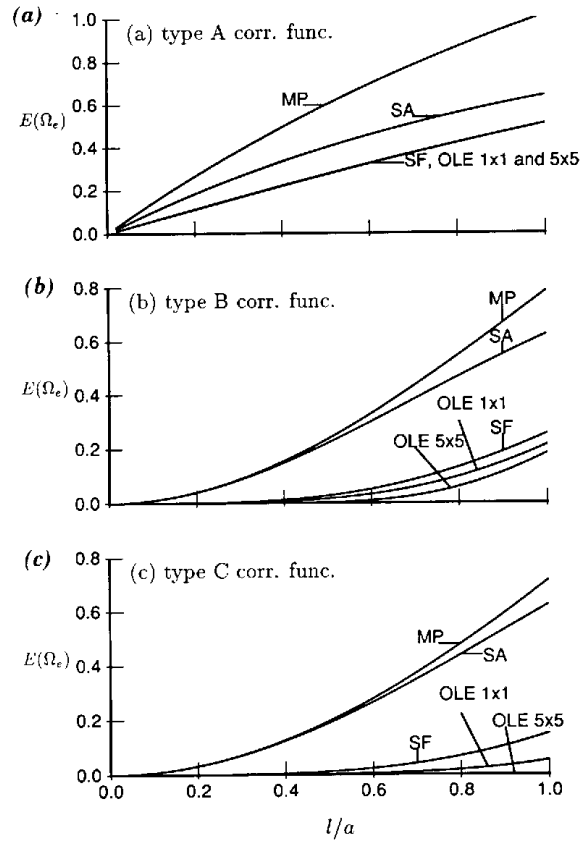 (a)
(a) type A corr. func.
1.0
0.8
0.6
0.4
0.2
0.0
E(Ωₑ)
MP
SA
SF, OLE 1x1 and 5x5
(b)
(b) type B corr. func.
0.8
0.6
0.4
0.2
0.0
E(Ωₑ)
MP
SA
OLE 1x1
SF
OLE 5x5
(c)
(c) type C corr. func.
0.8
0.6
0.4
0.2
0.0
E(Ωₑ)
MP
SA
OLE 1x1
OLE 5x5
SF
0.0 0.2 0.4 0.6 0.8 1.0
l/a